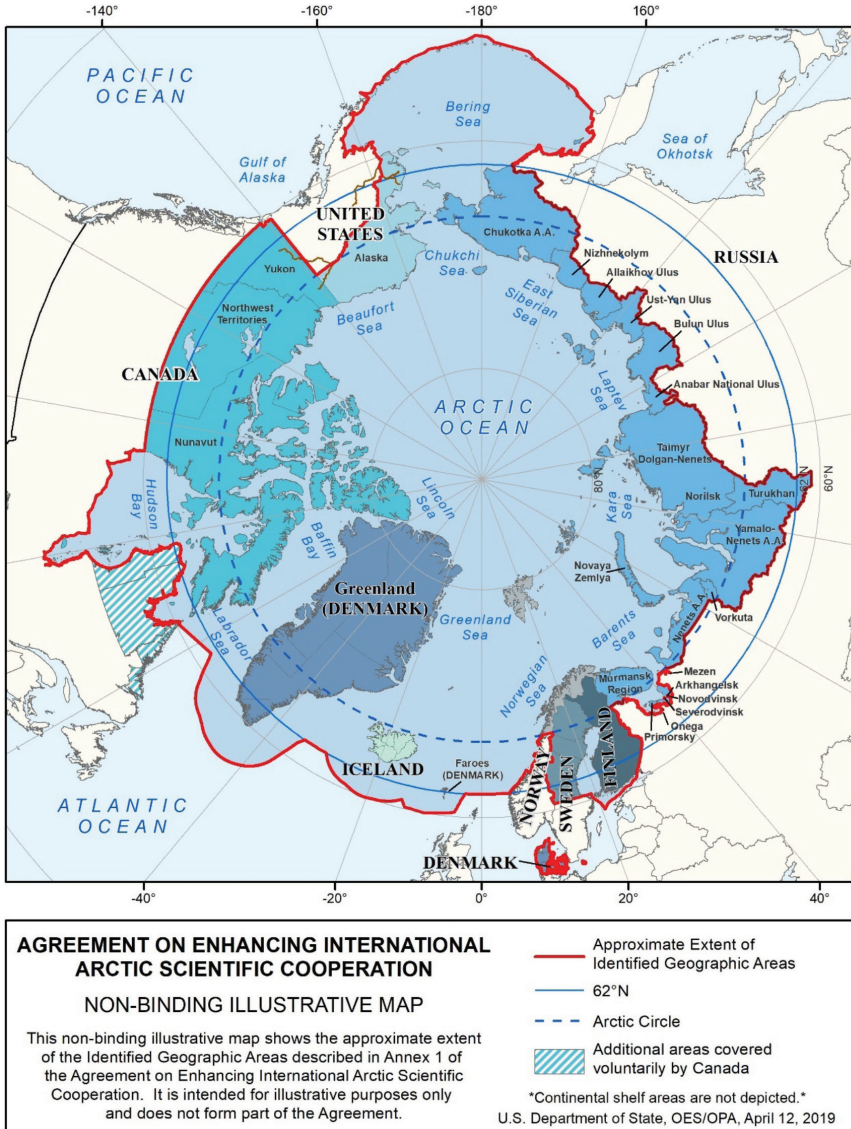 -140°
-160°
-180°
160°
140°
PACIFIC
OCEAN
Bering
Sea
Sea of
Okhotsk
Gulf of
Alaska
UNITED
STATES
Chukotka A.A.
RUSSIA
Nizhnekolym
Alaska
Chukchi
Sea
Allaikhov Ulus
Yukon
East
Siberian
Sea
Ust-Yan Ulus
Beaufort
Sea
Northwest
Territories
Bulun Ulus
CANADA
Laptev
Sea
Anabar National Ulus
ARCTIC
OCEAN
Nunavut
Taimyr
Dolgan-Nenets
80°N
62°N
60°N
Hudson
Bay
Lincoln
Sea
Kara
Sea
Norilsk
Turukhan
Baffin
Bay
Yamalo-
Nenets A.A.
Novaya
Zemlya
Greenland
(DENMARK)
Greenland
Sea
Nenets A.A.
Vorkuta
Labrador
Sea
Barents
Sea
Norwegian
Sea
Mezen
Murmansk
Region
Arkhangelsk
Novodvinsk
Severodvinsk
Onega
Primorsky
ICELAND
Faroes
(DENMARK)
NORWAY
SWEDEN
FINLAND
ATLANTIC
OCEAN
DENMARK
-40°
-20°
0°
20°
40°
AGREEMENT ON ENHANCING INTERNATIONAL
ARCTIC SCIENTIFIC COOPERATION
NON-BINDING ILLUSTRATIVE MAP
This non-binding illustrative map shows the approximate extent
of the Identified Geographic Areas described in Annex 1 of
the Agreement on Enhancing International Arctic Scientific
Cooperation. It is intended for illustrative purposes only
and does not form part of the Agreement.
Approximate Extent of
Identified Geographic Areas
62°N
Arctic Circle
Additional areas covered
voluntarily by Canada
*Continental shelf areas are not depicted.*
U.S. Department of State, OES/OPA, April 12, 2019